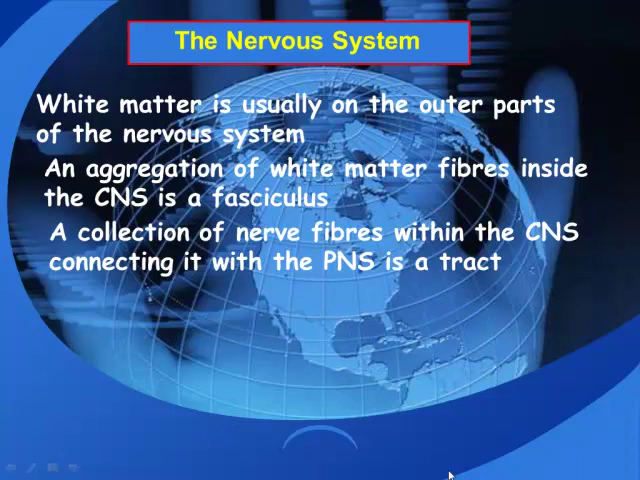 The Nervous System
White matter is usually on the outer parts
of the nervous system
An aggregation of white matter fibres inside
the CNS is a fasciculus
A collection of nerve fibres within the CNS
connecting it with the PNS is a tract